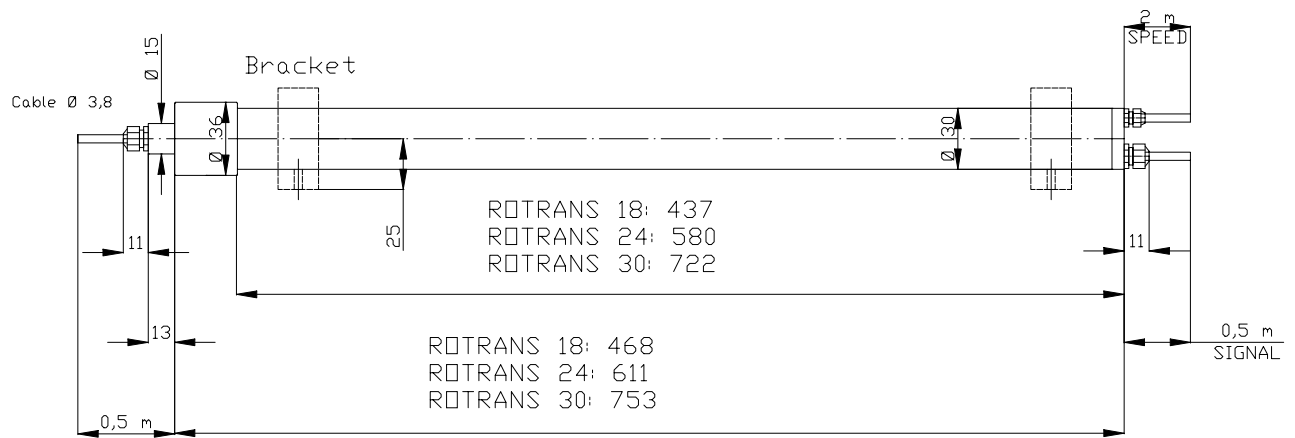 2 m
SPEED
Ø 15
Bracket
Cable Ø 3,8
Ø 36
Ø 30
ROTRANS 18: 437
ROTRANS 24: 580
ROTRANS 30: 722
25
11
11
13
0,5 m
SIGNAL
ROTRANS 18: 468
ROTRANS 24: 611
ROTRANS 30: 753
0,5 m